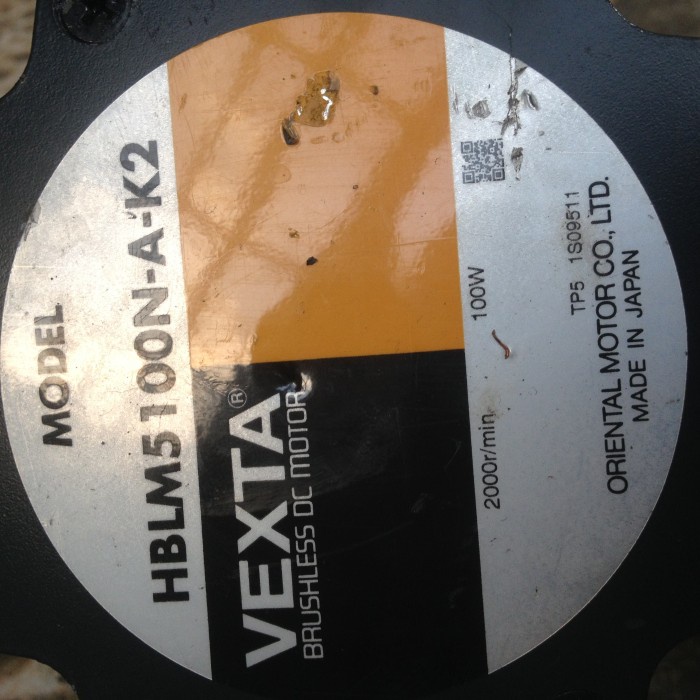 MODEL
HBLM5100N-A-K2
VEXTA®
BRUSHLESS DC MOTOR
2000r/min 100W
TP5 1S09511
ORIENTAL MOTOR CO., LTD.
MADE IN JAPAN